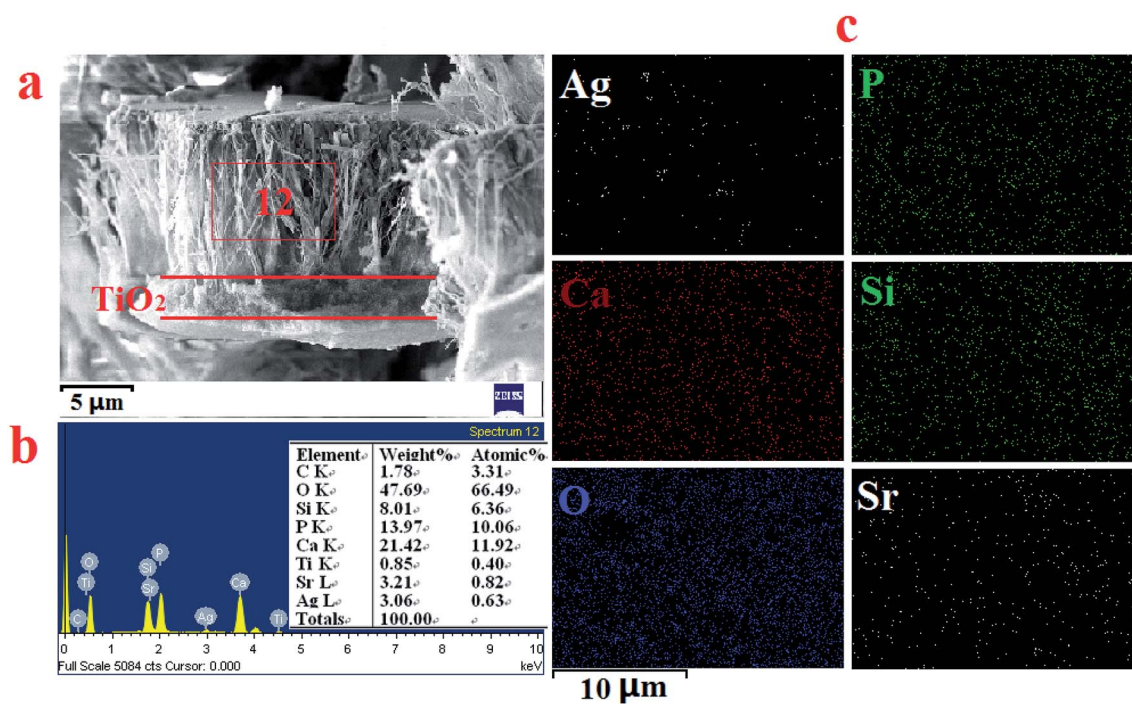 a
12
TiO₂
5 μm
ZEISS
b
Spectrum 12
Element Weight% Atomic%
C K 1.78 3.31
O K 47.69 66.49
Si K 8.01 6.36
P K 13.97 10.06
Ca K 21.42 11.92
Ti K 0.85 0.40
Sr L 3.21 0.82
Ag L 3.06 0.63
Totals 100.00
O
Ti
C
Si
Sr
P
Ag
Ca
Ti
0 1 2 3 4 5 6 7 8 9 10
Full Scale 5084 cts Cursor: 0.000 keV
c
Ag
P
Ca
Si
O
Sr
10 μm